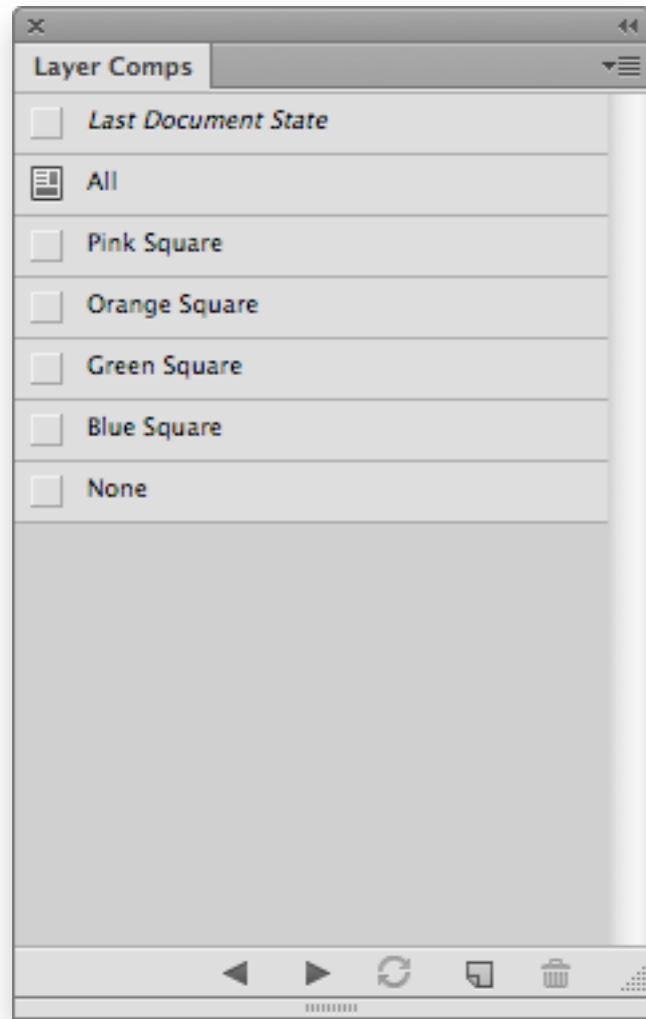 Layer Comps
Last Document State
All
Pink Square
Orange Square
Green Square
Blue Square
None